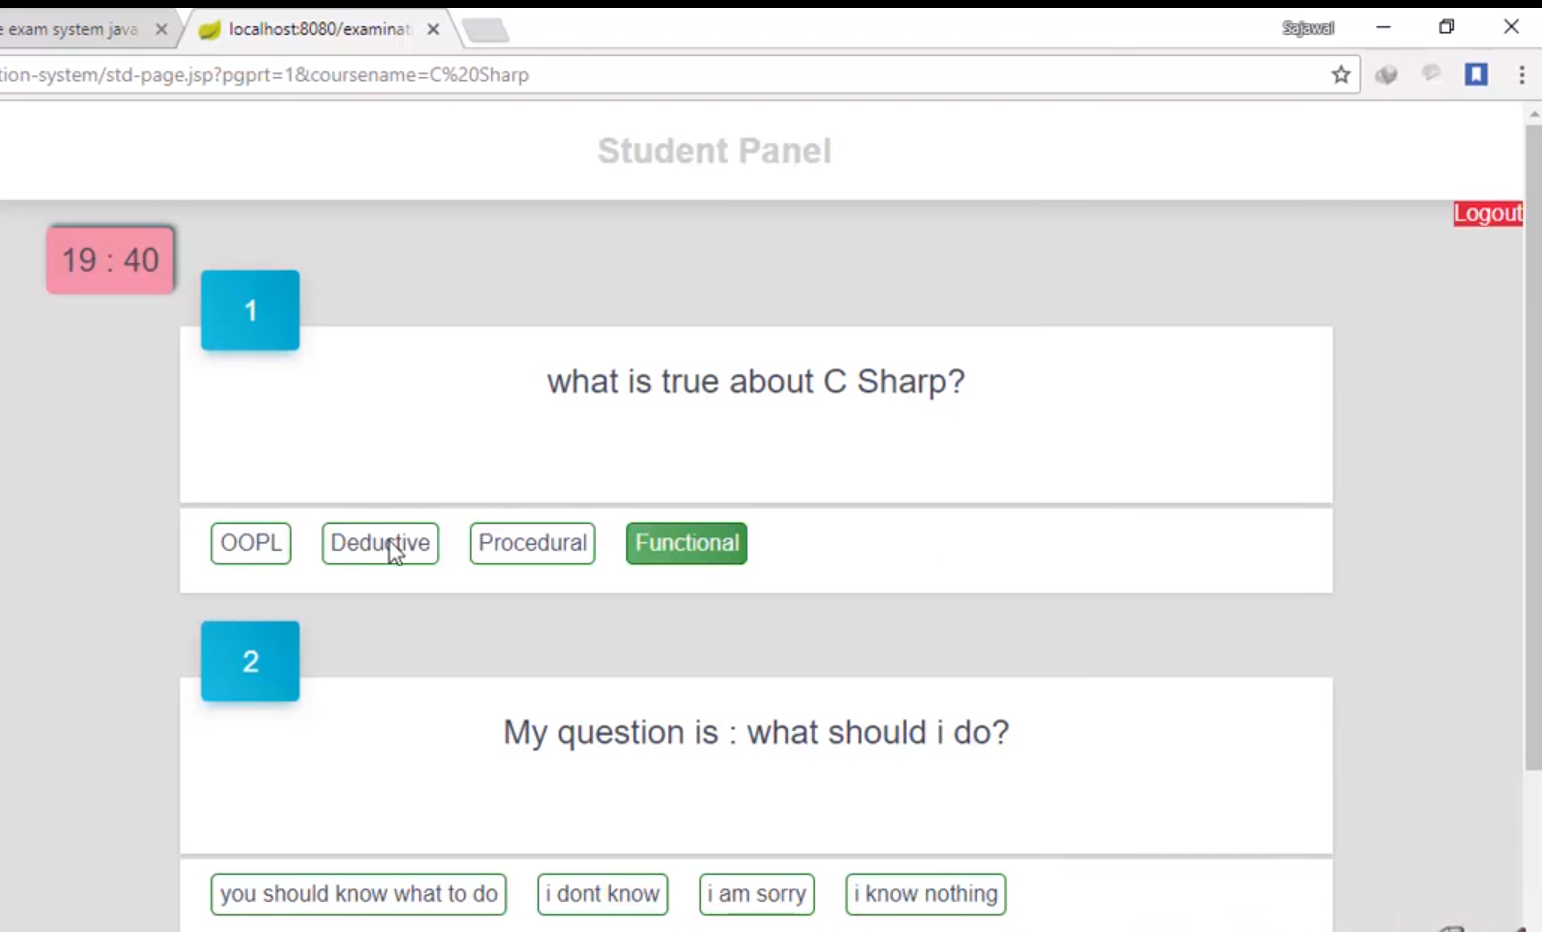 e exam system java
localhost:8080/examinat
Sajawal
tion-system/std-page.jsp?pgprt=1&coursename=C%20Sharp
Student Panel
Logout
19 : 40
1
what is true about C Sharp?
OOPL Deductive Procedural Functional
2
My question is : what should i do?
you should know what to do i dont know i am sorry i know nothing